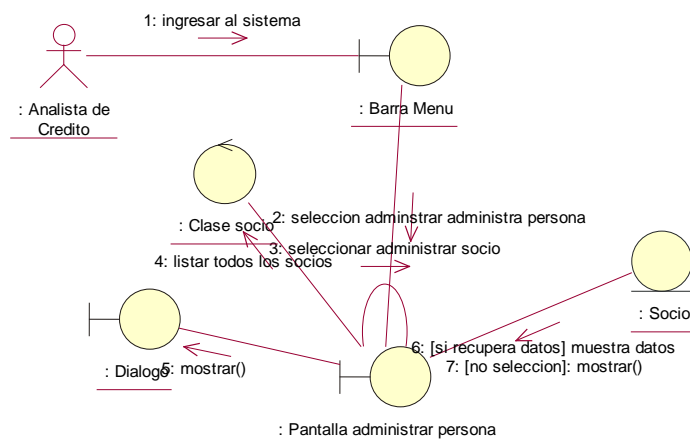 1: ingresar al sistema
: Analista de
Credito
: Barra Menu
: Clase socio
2: seleccion adminstrar administra persona
3: seleccionar administrar socio
4: listar todos los socios
: Socio
6: [si recupera datos] muestra datos
7: [no seleccion]: mostrar()
: Dialogo
5: mostrar()
: Pantalla administrar persona